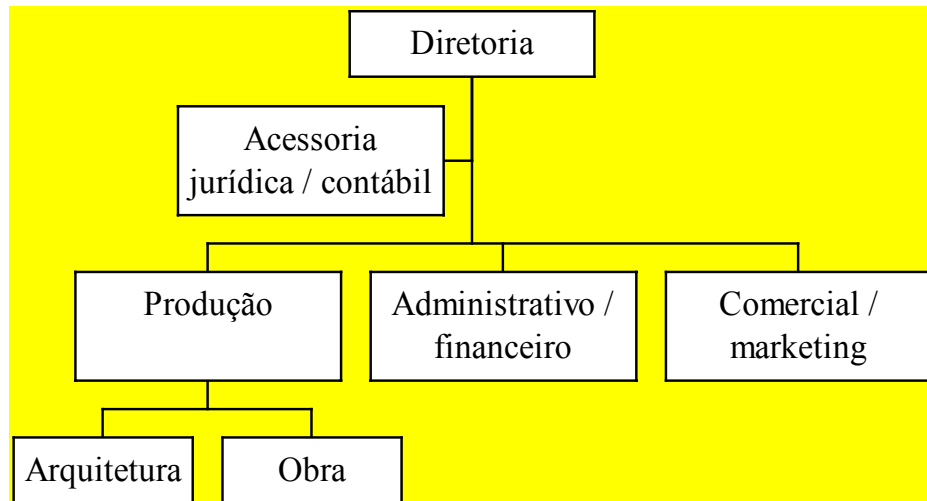 Diretoria
Acessoria
jurídica / contábil
Produção
Administrativo /
financeiro
Comercial /
marketing
Arquitetura
Obra